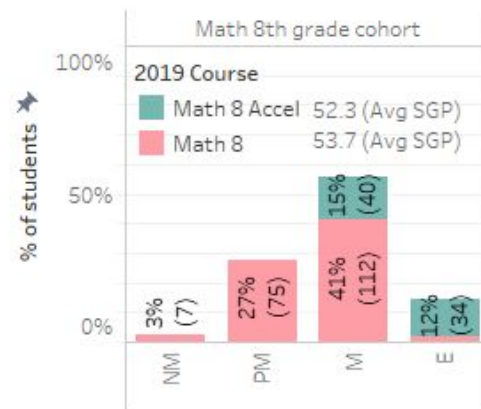 Math 8th grade cohort
100%
50%
0%
% of students
2019 Course
Math 8 Accel 52.3 (Avg SGP)
Math 8 53.7 (Avg SGP)
3%
(7)
27%
(75)
15%
(40)
41%
(112)
12%
(34)
NM
PM
M
E